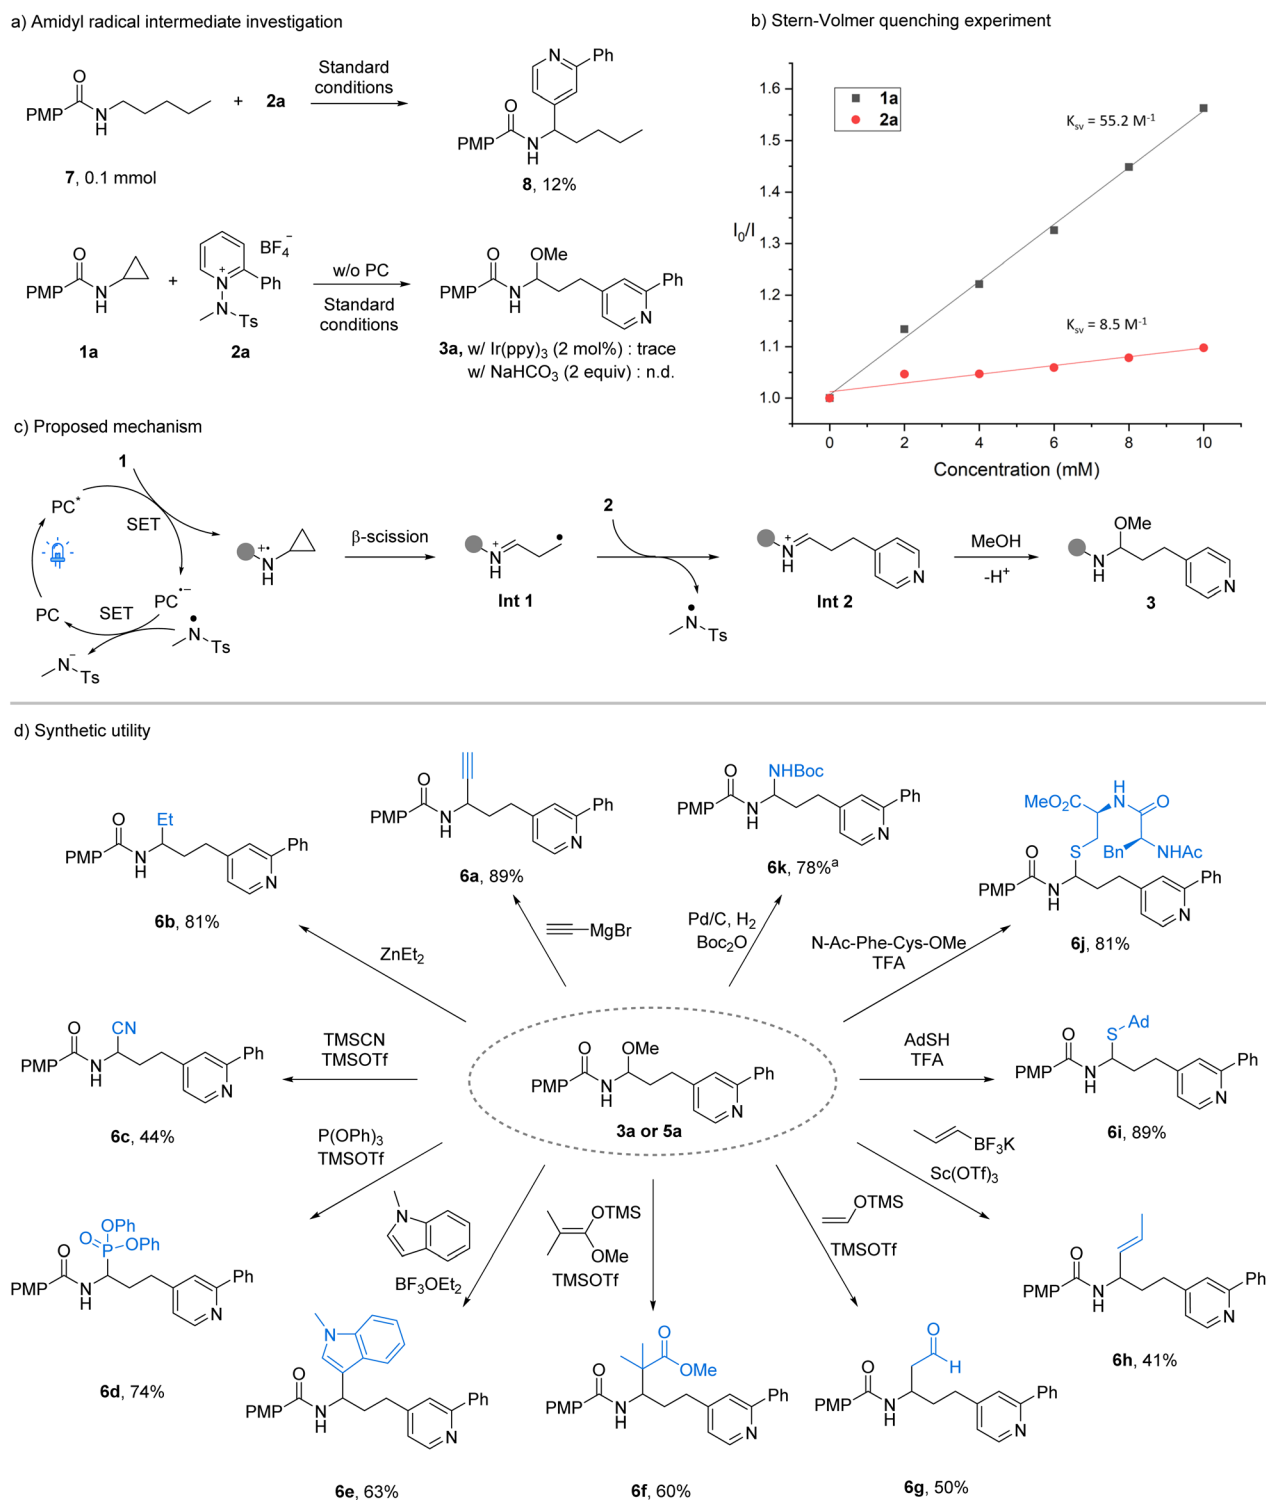 a) Amidyl radical intermediate investigation
O
PMP
N
H
+
2a
Standard
conditions
N
Ph
O
PMP
N
H
7, 0.1 mmol
8, 12%
O
PMP
N
H
+
N
+
Ph
BF4−
N
Ts
w/o PC
Standard
conditions
O
OMe
PMP
N
H
Ph
N
1a
2a
3a, w/ Ir(ppy)3 (2 mol%) : trace
w/ NaHCO3 (2 equiv) : n.d.
b) Stern-Volmer quenching experiment
1a
2a
Ksv = 55.2 M-1
Ksv = 8.5 M-1
I0/I
1.6
1.5
1.4
1.3
1.2
1.1
1.0
0 2 4 6 8 10
Concentration (mM)
c) Proposed mechanism
1
PC*
SET
PC
PC•−
SET
N
Ts
N−
Ts
+•
N
H
β-scission
+
N
H
Int 1
2
N
Ts
+
N
H
N
Int 2
MeOH
-H+
OMe
N
H
N
3
d) Synthetic utility
Et
O
PMP
N
H
Ph
N
6b, 81%
O
PMP
N
H
Ph
N
6a, 89%
NHBoc
O
PMP
N
H
Ph
N
6k, 78%a
MeO2C
H
N
O
S
Bn
NHAc
O
PMP
N
H
Ph
N
6j, 81%
ZnEt2
MgBr
Pd/C, H2
Boc2O
N-Ac-Phe-Cys-OMe
TFA
CN
O
PMP
N
H
Ph
N
6c, 44%
TMSCN
TMSOTf
O
OMe
PMP
N
H
Ph
N
3a or 5a
AdSH
TFA
S
Ad
O
PMP
N
H
Ph
N
6i, 89%
P(OPh)3
TMSOTf
N
BF3OEt2
OTMS
OMe
TMSOTf
OTMS
TMSOTf
BF3K
Sc(OTf)3
OPh
O
P
OPh
O
PMP
N
H
Ph
N
6d, 74%
N
O
PMP
N
H
Ph
N
6e, 63%
O
OMe
O
PMP
N
H
Ph
N
6f, 60%
O
H
O
PMP
N
H
Ph
N
6g, 50%
O
PMP
N
H
Ph
N
6h, 41%